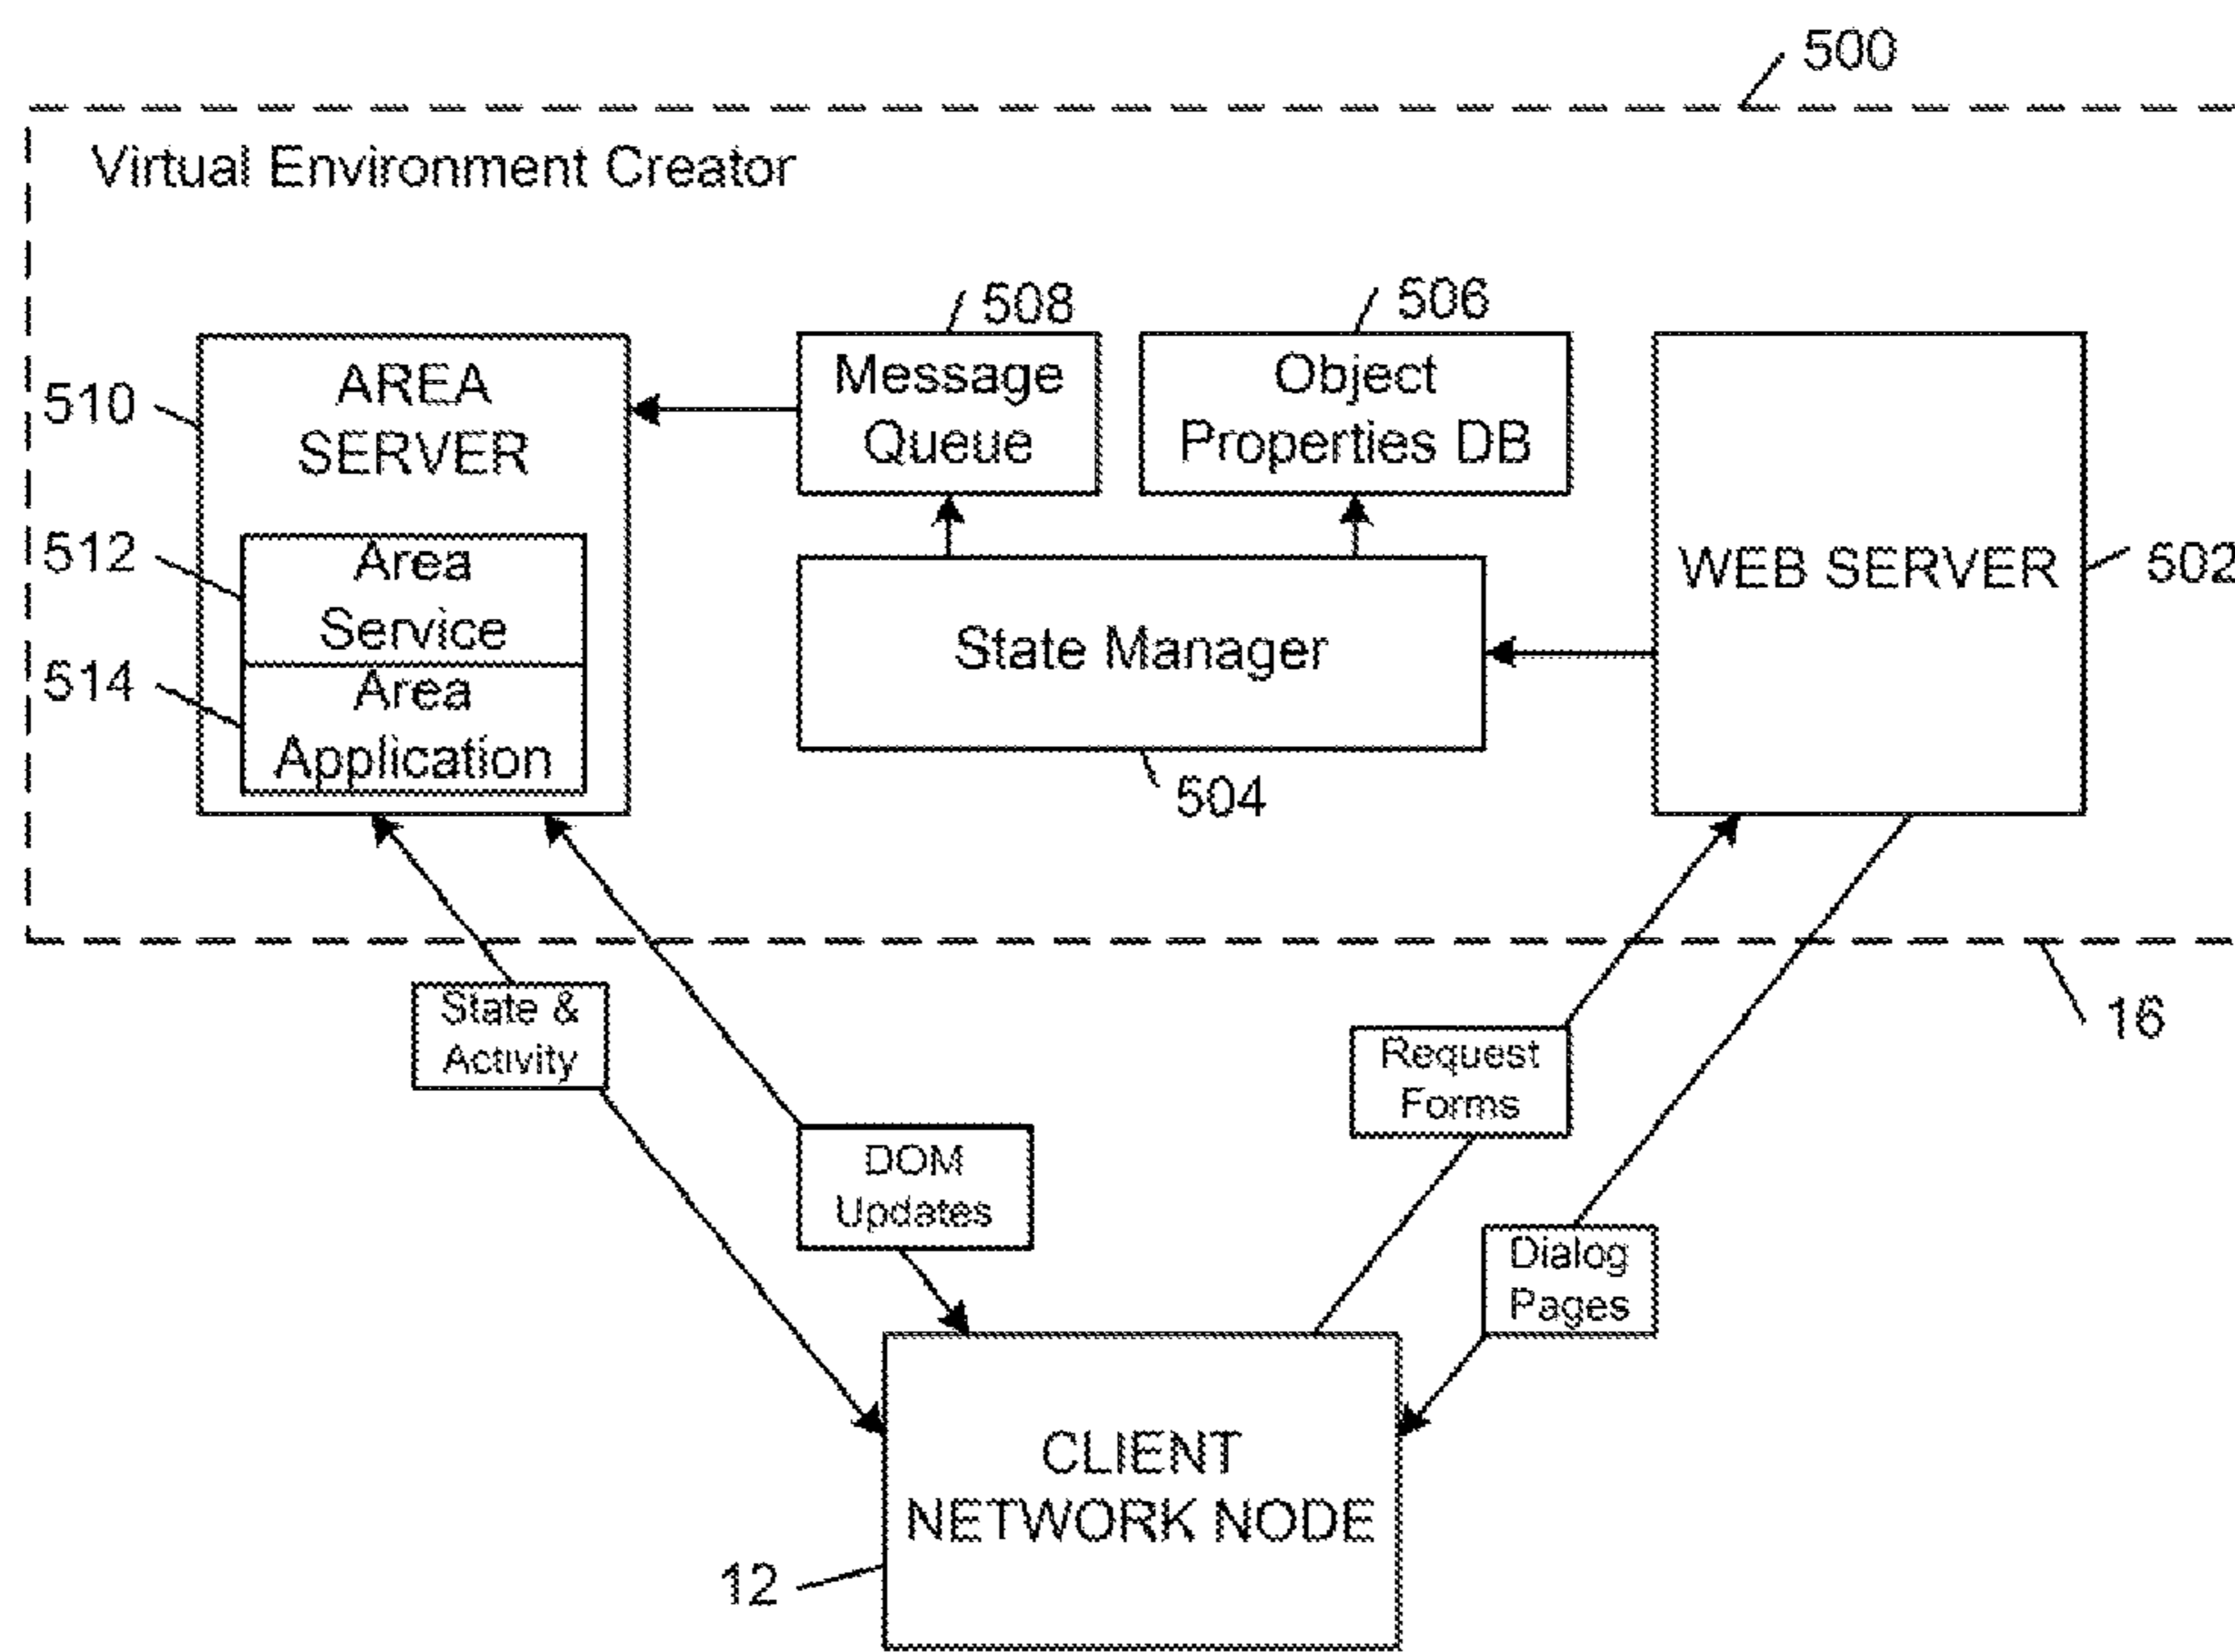 500
Virtual Environment Creator
508
506
510
AREA
SERVER
Message
Queue
Object
Properties DB
512
Area
Service
WEB SERVER
502
514
Area
Application
State Manager
504
State &
Activity
16
Request
Forms
DOM
Updates
Dialog
Pages
CLIENT
NETWORK NODE
12